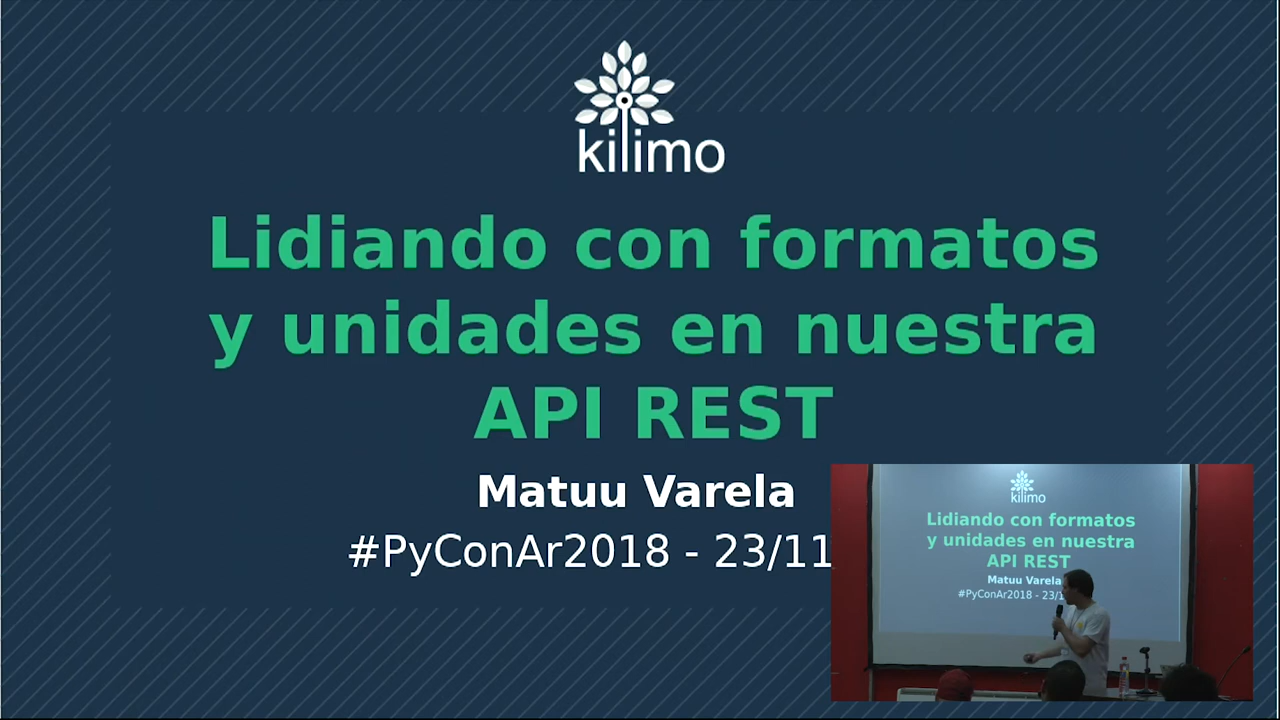 kilimo
Lidiando con formatos
y unidades en nuestra
API REST
Matuu Varela
#PyConAr2018 - 23/11
kilimo
Lidiando con formatos
y unidades en nuestra
API REST
Matuu Varela
#PyConAr2018 - 23/1